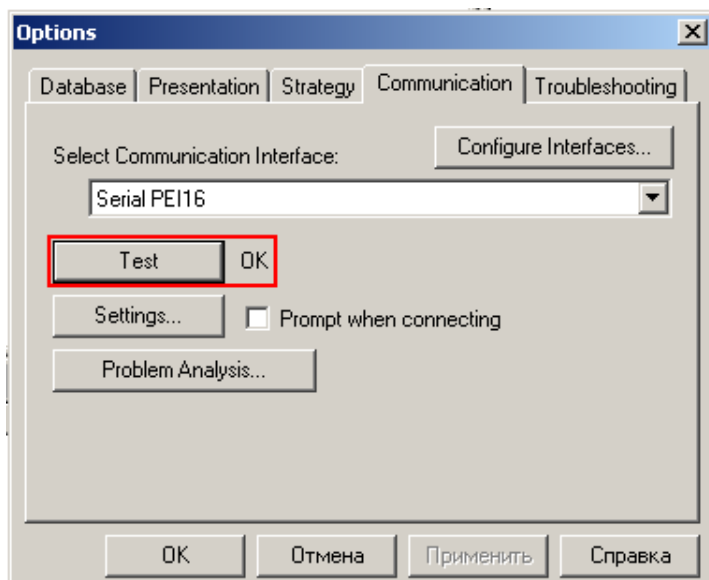 Options
Database Presentation Strategy Communication Troubleshooting
Configure Interfaces...
Select Communication Interface:
Serial PEI16
Test OK
Settings... Prompt when connecting
Problem Analysis...
OK Отмена Применить Справка